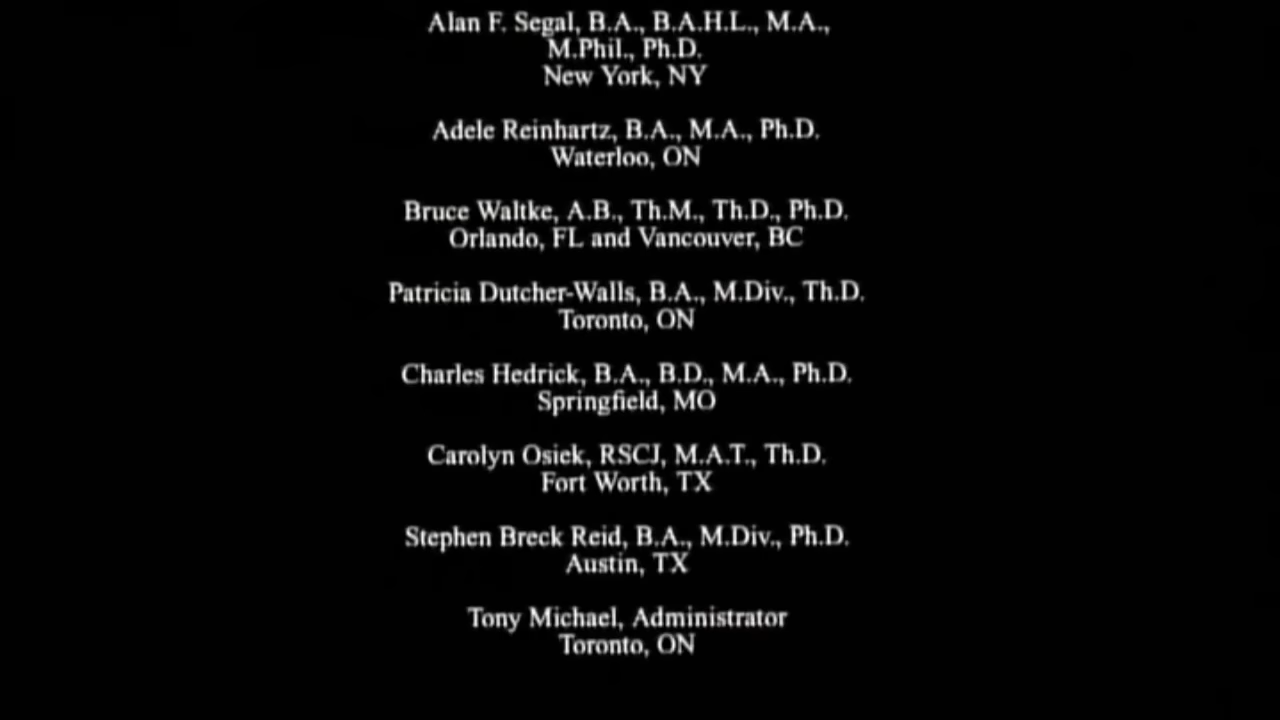 Alan F. Segal, B.A., B.A.H.L., M.A.,
M.Phil., Ph.D.
New York, NY
Adele Reinhartz, B.A., M.A., Ph.D.
Waterloo, ON
Bruce Waltke, A.B., Th.M., Th.D., Ph.D.
Orlando, FL and Vancouver, BC
Patricia Dutcher-Walls, B.A., M.Div., Th.D.
Toronto, ON
Charles Hedrick, B.A., B.D., M.A., Ph.D.
Springfield, MO
Carolyn Osiek, RSCJ, M.A.T., Th.D.
Fort Worth, TX
Stephen Breck Reid, B.A., M.Div., Ph.D.
Austin, TX
Tony Michael, Administrator
Toronto, ON